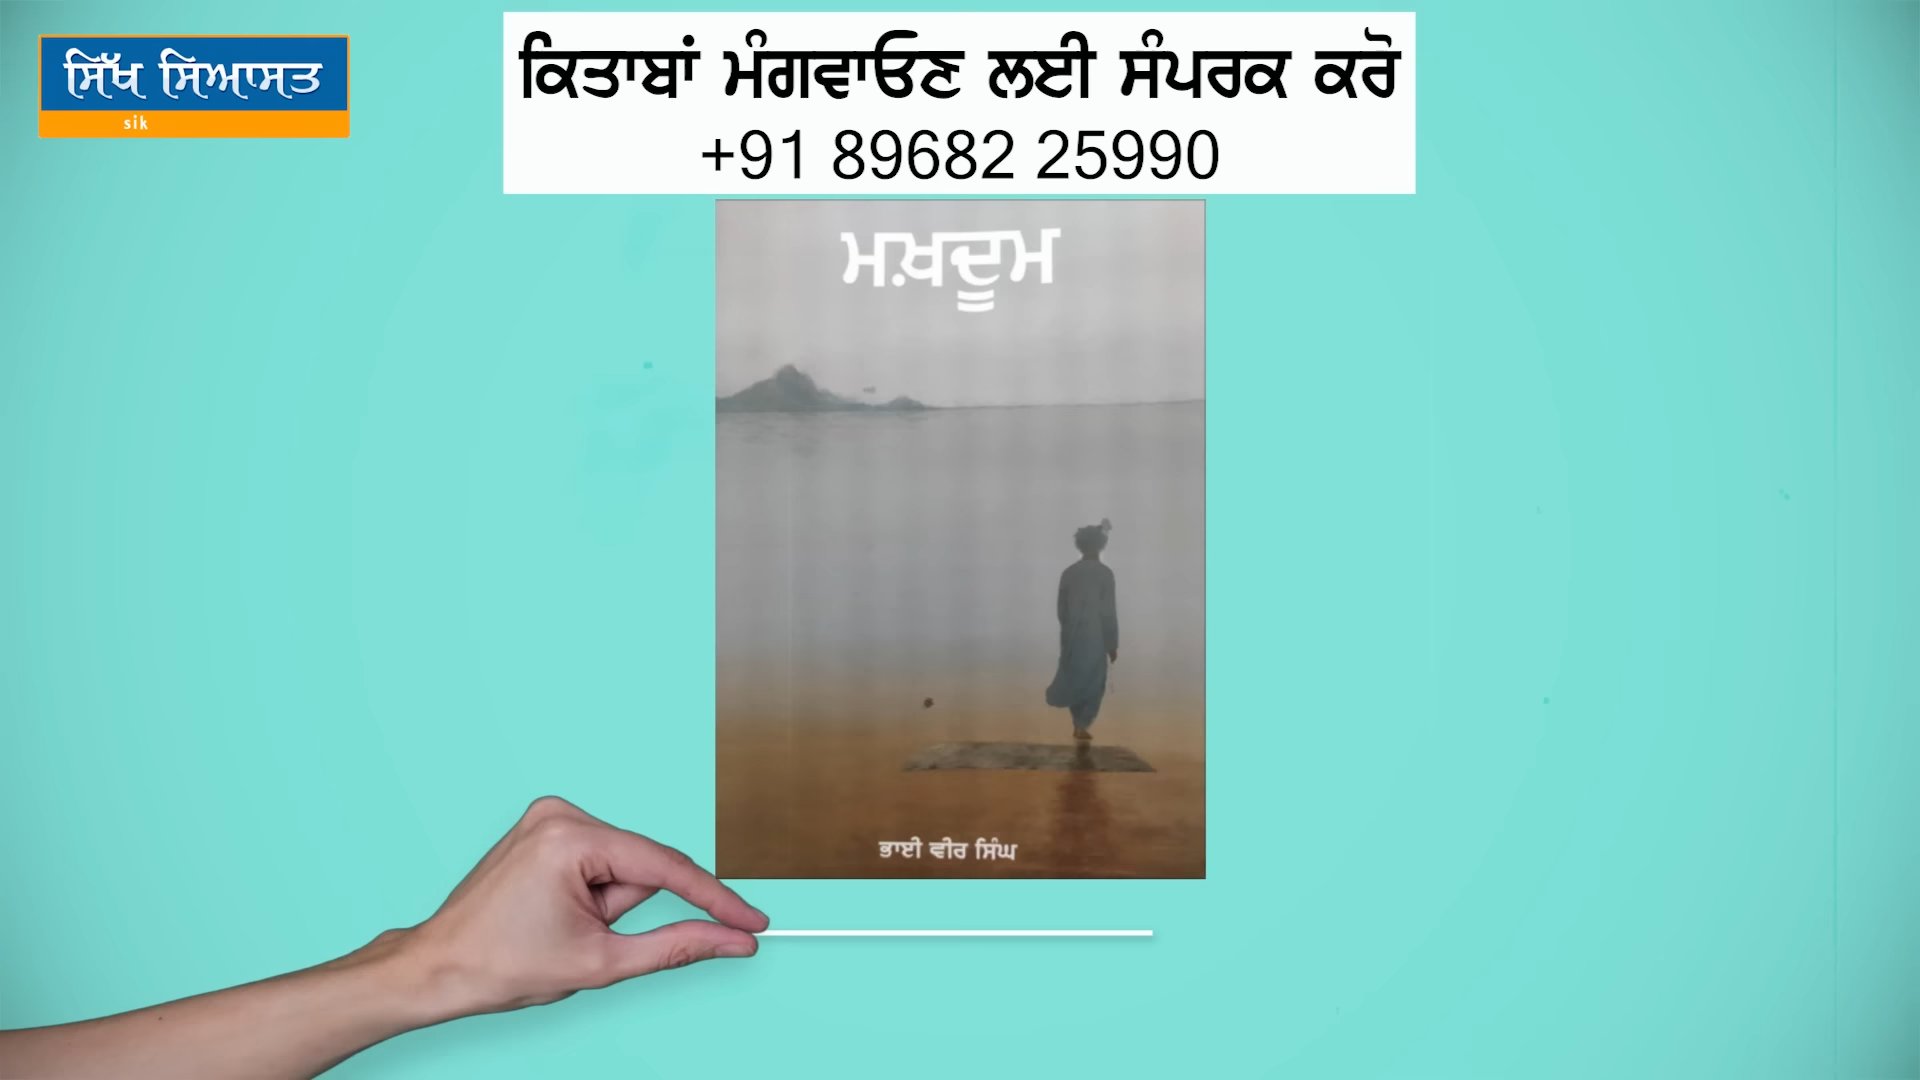 ਸਿੱਖ ਸਿਆਸਤ
sik
ਕਿਤਾਬਾਂ ਮੰਗਵਾਓਣ ਲਈ ਸੰਪਰਕ ਕਰੋ
+91 89682 25990
ਮਖ਼ਦੂਮ
ਭਾਈ ਵੀਰ ਸਿੰਘ